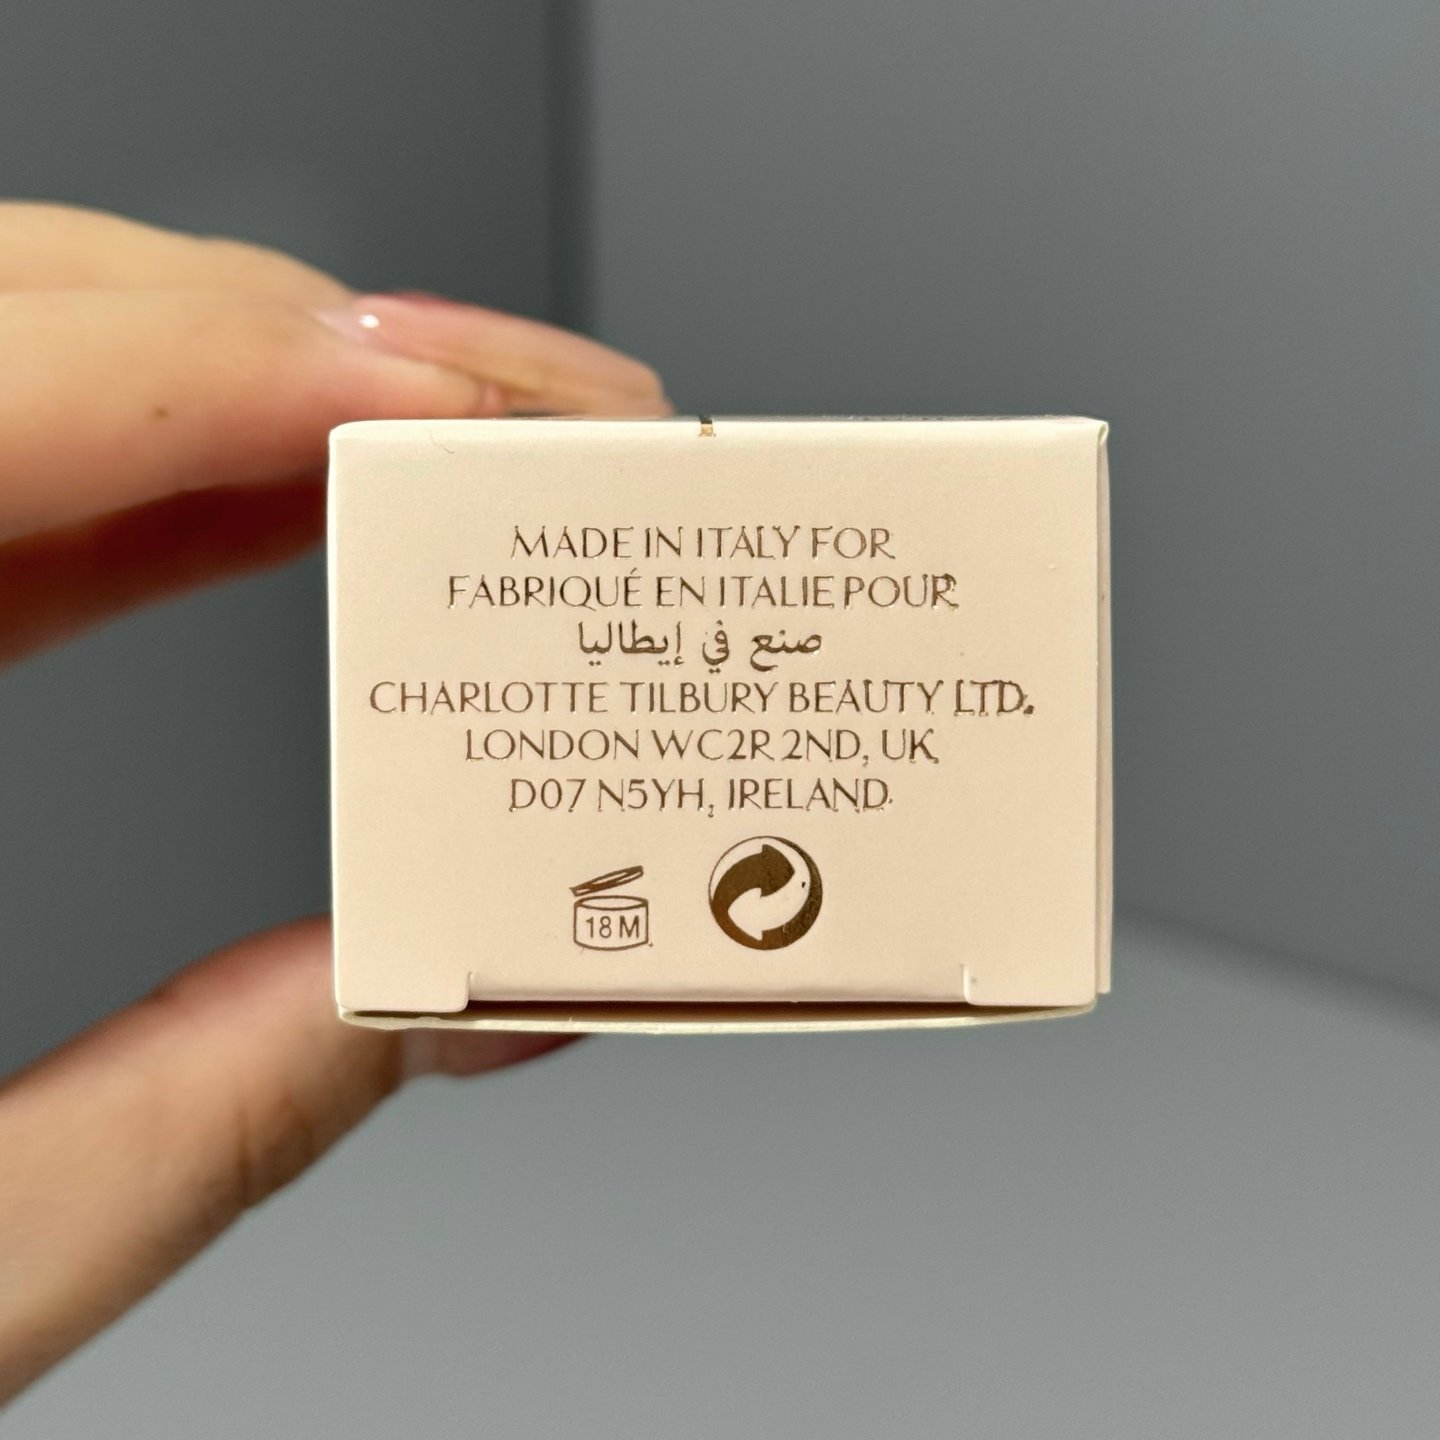 MADE IN ITALY FOR
FABRIQUÉ EN ITALIE POUR
صنع في إيطاليا
CHARLOTTE TILBURY BEAUTY LTD.
LONDON WC2R 2ND, UK
D07 N5YH, IRELAND
18 M